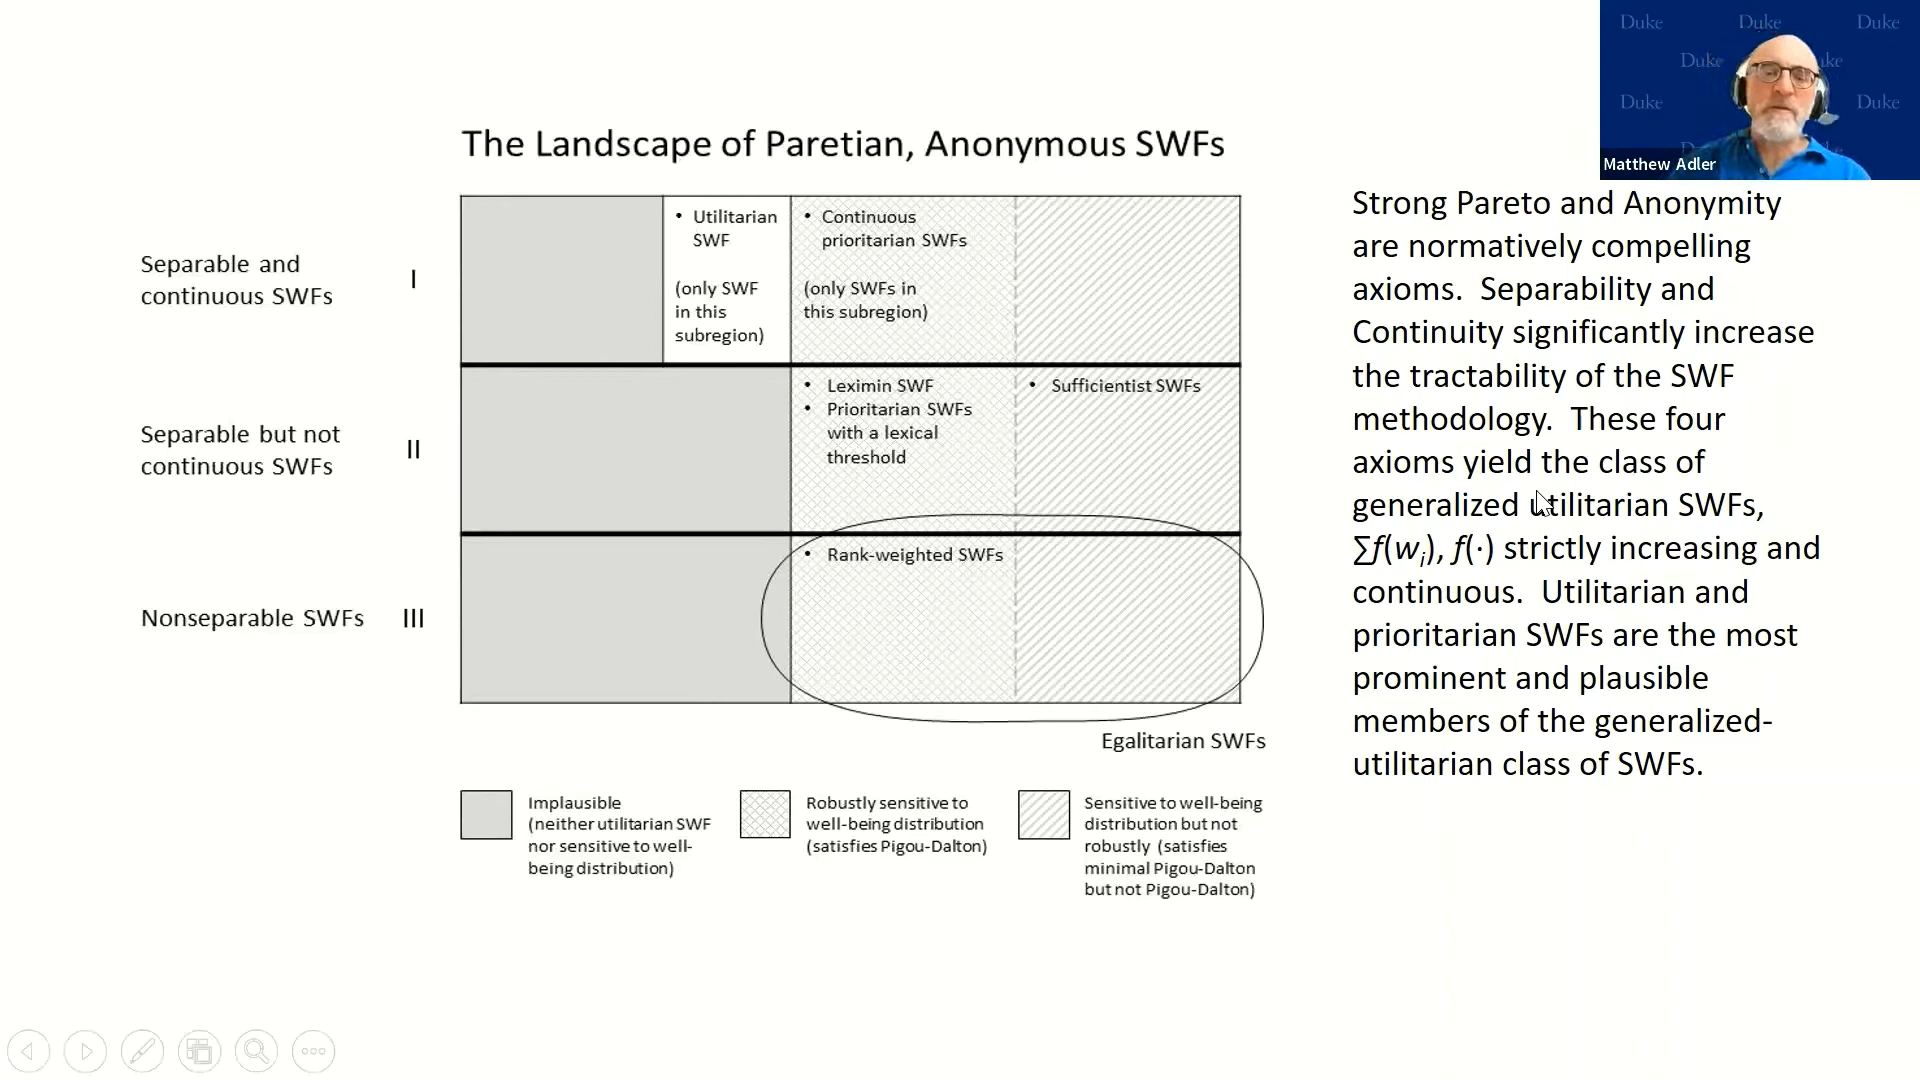 Duke Duke Duke
Duke Duke
Duke Duke
Matthew Adler
The Landscape of Paretian, Anonymous SWFs
Separable and
continuous SWFs
I
• Utilitarian
SWF
(only SWF
in this
subregion)
• Continuous
prioritarian SWFs
(only SWFs in
this subregion)
Separable but not
continuous SWFs
II
• Leximin SWF
• Prioritarian SWFs
with a lexical
threshold
• Sufficientist SWFs
Nonseparable SWFs
III
• Rank-weighted SWFs
Egalitarian SWFs
Implausible
(neither utilitarian SWF
nor sensitive to well-
being distribution)
Robustly sensitive to
well-being distribution
(satisfies Pigou-Dalton)
Sensitive to well-being
distribution but not
robustly (satisfies
minimal Pigou-Dalton
but not Pigou-Dalton)
Strong Pareto and Anonymity
are normatively compelling
axioms. Separability and
Continuity significantly increase
the tractability of the SWF
methodology. These four
axioms yield the class of
generalized utilitarian SWFs,
∑f(wᵢ), f(·) strictly increasing and
continuous. Utilitarian and
prioritarian SWFs are the most
prominent and plausible
members of the generalized-
utilitarian class of SWFs.